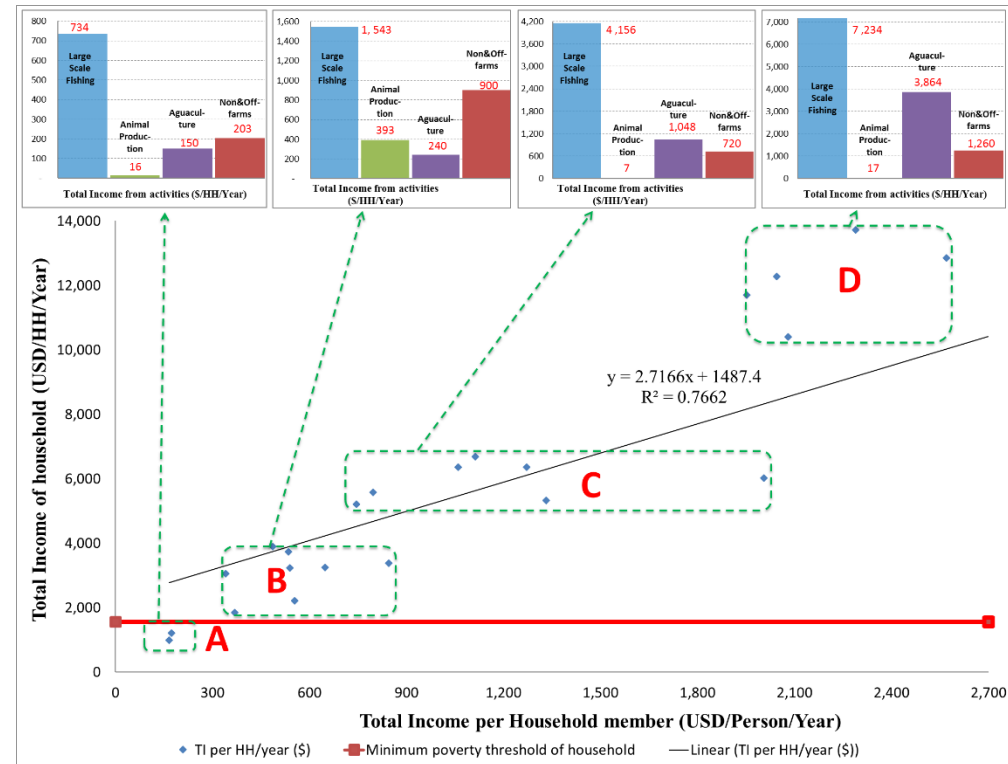 800
700
600
500
400
300
200
100
-
734
Large
Scale
Fishing
Animal
Produc-
tion
16
Aguacul-
ture
150
Non&Off-
farms
203
Total Income from activities ($/HH/Year)
1,600
1,400
1,200
1,000
800
600
400
200
-
1, 543
Large
Scale
Fishing
Animal
Produc-
tion
393
Aguacul-
ture
240
Non&Off-
farms
900
Total Income from activities
($/HH/Year)
4,200
3,600
3,000
2,400
1,800
1,200
600
-
4 ,156
Large
Scale
Fishing
Animal
Produc-
tion
7
Aguacul-
ture
1,048
Non&Off-
farms
720
Total Income from activities
($/HH/Year)
7,000
6,000
5,000
4,000
3,000
2,000
1,000
-
7 ,234
Large
Scale
Fishing
Animal
Produc-
tion
17
Aguacul-
ture
3,864
Non&Off-
farms
1,260
Total Income from activities ($/HH/Year)
Total Income of household (USD/HH/Year)
14,000
12,000
10,000
8,000
6,000
4,000
2,000
0
D
y = 2.7166x + 1487.4
R² = 0.7662
C
B
A
0 300 600 900 1,200 1,500 1,800 2,100 2,400 2,700
Total Income per Household member (USD/Person/Year)
TI per HH/year ($) Minimum poverty threshold of household Linear (TI per HH/year ($))